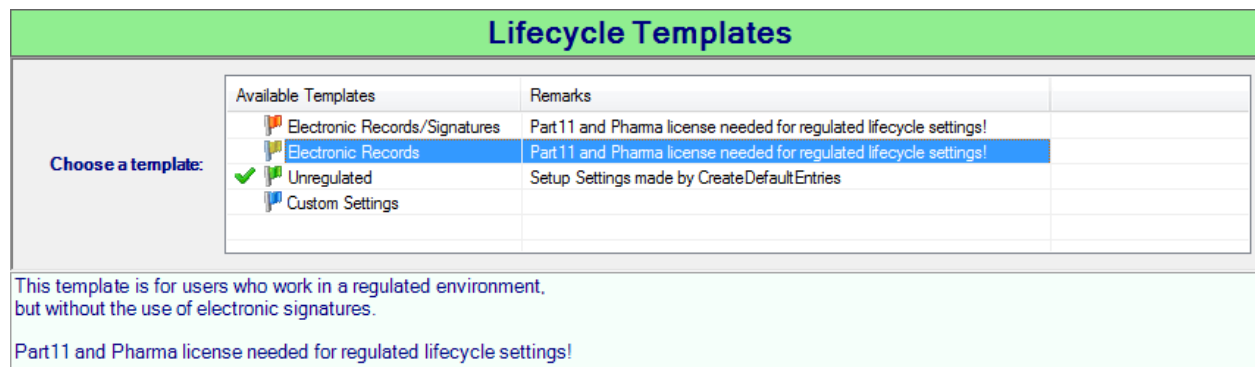 Lifecycle Templates
Choose a template:
Available Templates Remarks
Electronic Records/Signatures Part11 and Pharma license needed for regulated lifecycle settings!
Electronic Records Part11 and Pharma license needed for regulated lifecycle settings!
Unregulated Setup Settings made by CreateDefaultEntries
Custom Settings
This template is for users who work in a regulated environment,
but without the use of electronic signatures.
Part11 and Pharma license needed for regulated lifecycle settings!